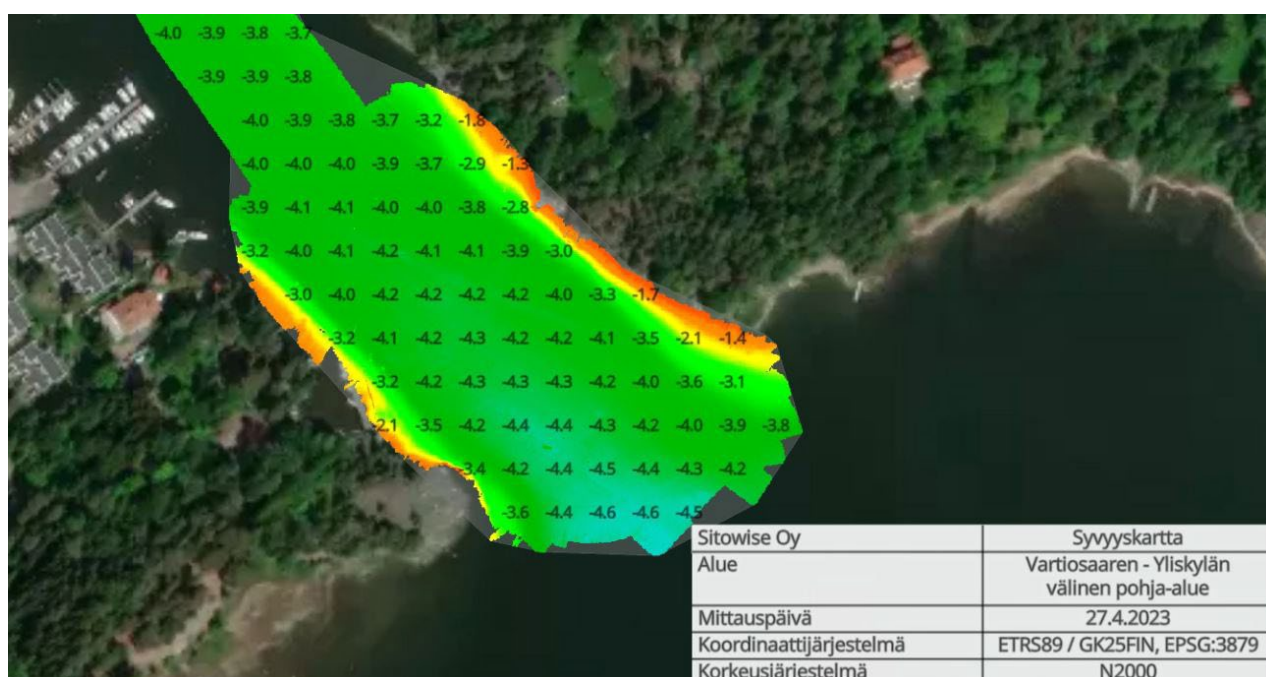 -4.0 -3.9 -3.8 -3.7
-3.9 -3.9 -3.8
-4.0 -3.9 -3.8 -3.7 -3.2 -1.8
-4.0 -4.0 -4.0 -3.9 -3.7 -2.9 -1.3
-3.9 -4.1 -4.1 -4.0 -4.0 -3.8 -2.8
-3.2 -4.0 -4.1 -4.2 -4.1 -4.1 -3.9 -3.0
-3.0 -4.0 -4.2 -4.2 -4.2 -4.2 -4.0 -3.3 -1.7
-3.2 -4.1 -4.2 -4.3 -4.2 -4.2 -4.1 -3.5 -2.1 -1.4
-3.2 -4.2 -4.3 -4.3 -4.3 -4.2 -4.0 -3.6 -3.1
-2.1 -3.5 -4.2 -4.4 -4.4 -4.3 -4.2 -4.0 -3.9 -3.8
-3.4 -4.2 -4.4 -4.5 -4.4 -4.3 -4.2
-3.6 -4.4 -4.6 -4.6 -4.5
Sitowise Oy Syvyyskartta
Alue Vartiosaaren - Yliskylän
välinen pohja-alue
Mittauspäivä 27.4.2023
Koordinaattijärjestelmä ETRS89 / GK25FIN, EPSG:3879
Korkeusjärjestelmä N2000